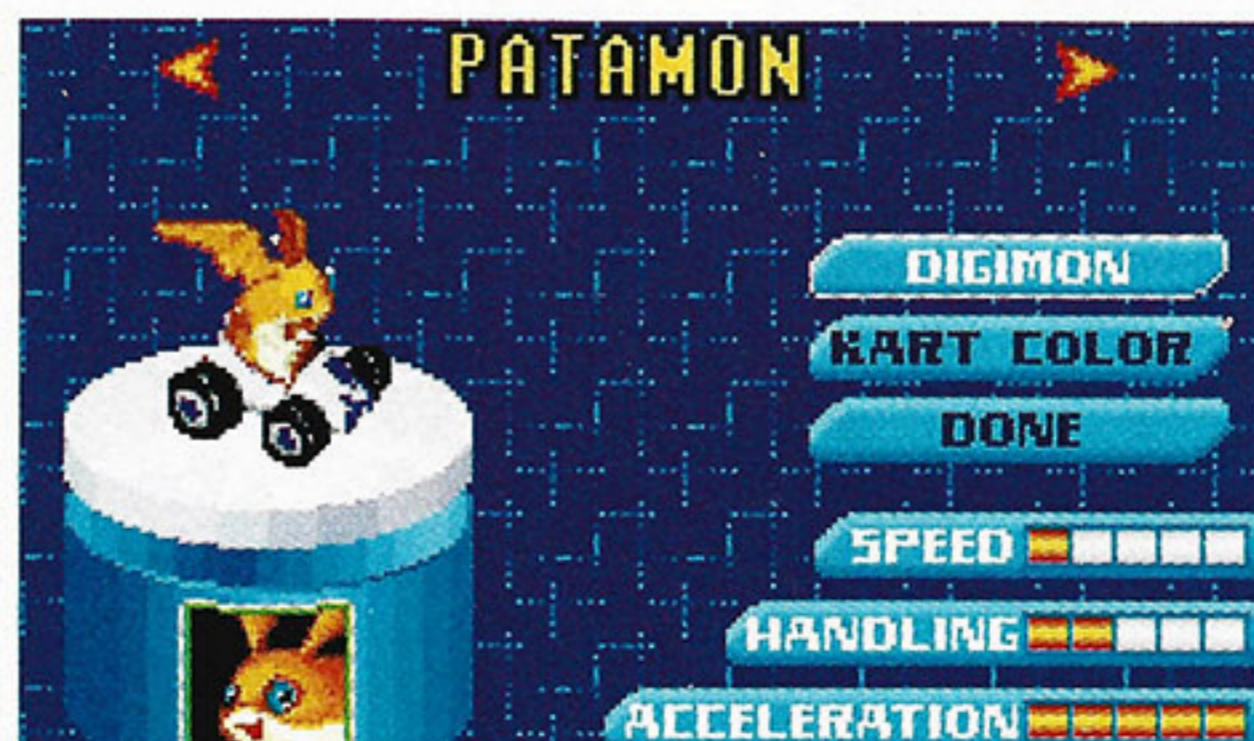 PATAMON
DIGIMON
KART COLOR
DONE
SPEED
HANDLING
ACCELERATION